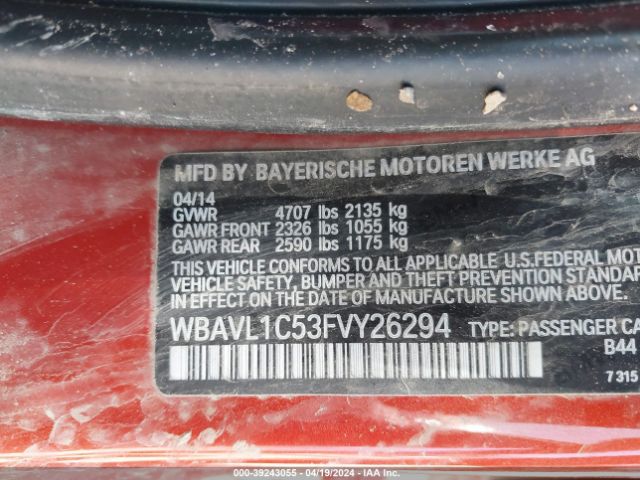 MFD BY BAYERISCHE MOTOREN WERKE AG
04/14
GVWR 4707 lbs 2135 kg
GAWR FRONT 2326 lbs 1055 kg
GAWR REAR 2590 lbs 1175 kg
THIS VEHICLE CONFORMS TO ALL APPLICABLE U.S.FEDERAL MOT
VEHICLE SAFETY, BUMPER AND THEFT PREVENTION STANDARD
EFFECT ON THE DATE OF MANUFACTURE SHOWN ABOVE.
WBAVL1C53FVY26294 TYPE: PASSENGER CA
B44
7 315
000-39243055 - 04/19/2024 - IAA Inc.